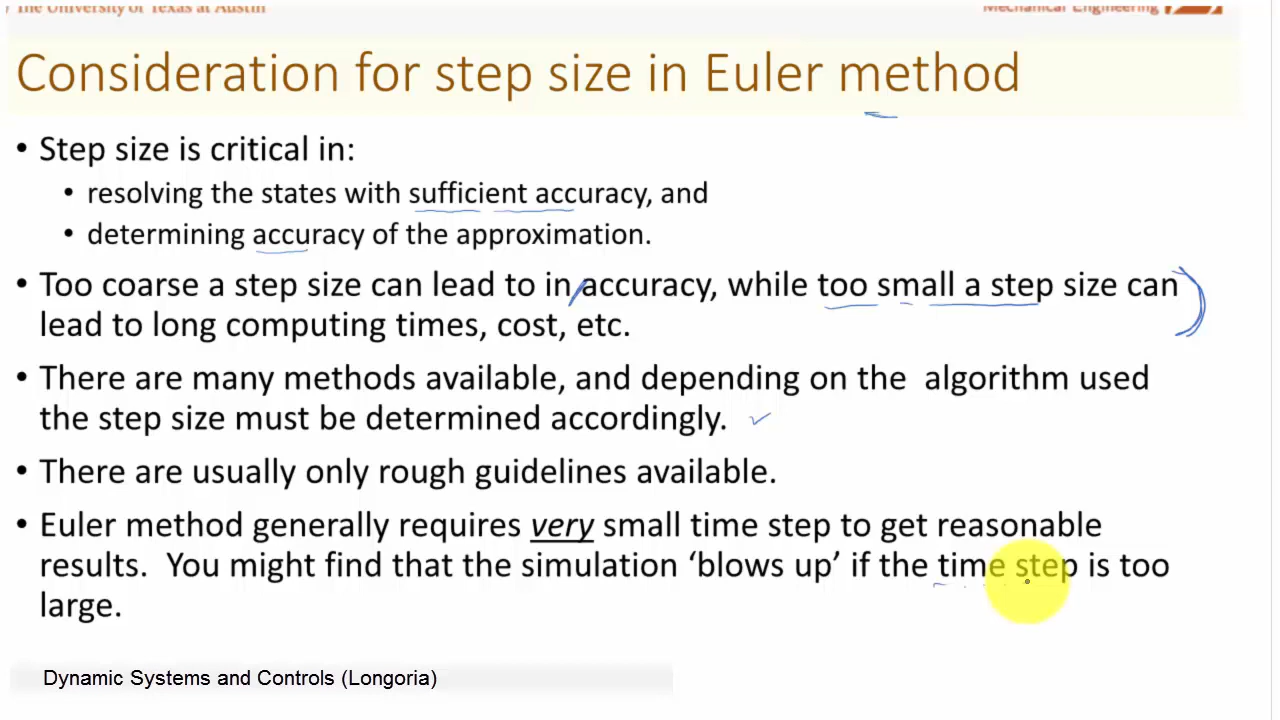 The University of Texas at Austin
Mechanical Engineering
Consideration for step size in Euler method
• Step size is critical in:
• resolving the states with sufficient accuracy, and
• determining accuracy of the approximation.
• Too coarse a step size can lead to in accuracy, while too small a step size can
lead to long computing times, cost, etc.
• There are many methods available, and depending on the algorithm used
the step size must be determined accordingly.
• There are usually only rough guidelines available.
• Euler method generally requires very small time step to get reasonable
results. You might find that the simulation ‘blows up’ if the time step is too
large.
Dynamic Systems and Controls (Longoria)